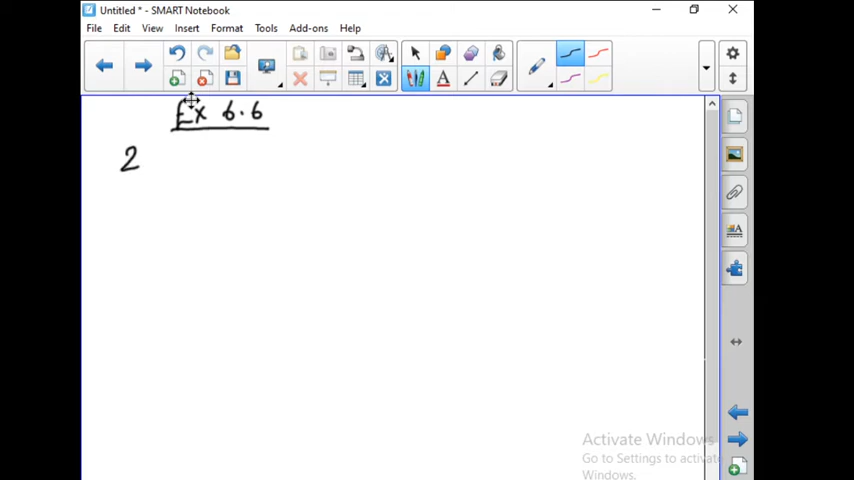 Untitled * - SMART Notebook
File Edit View Insert Format Tools Add-ons Help
Ex 6.6
2
Activate Windows
Go to Settings to activate
Windows.